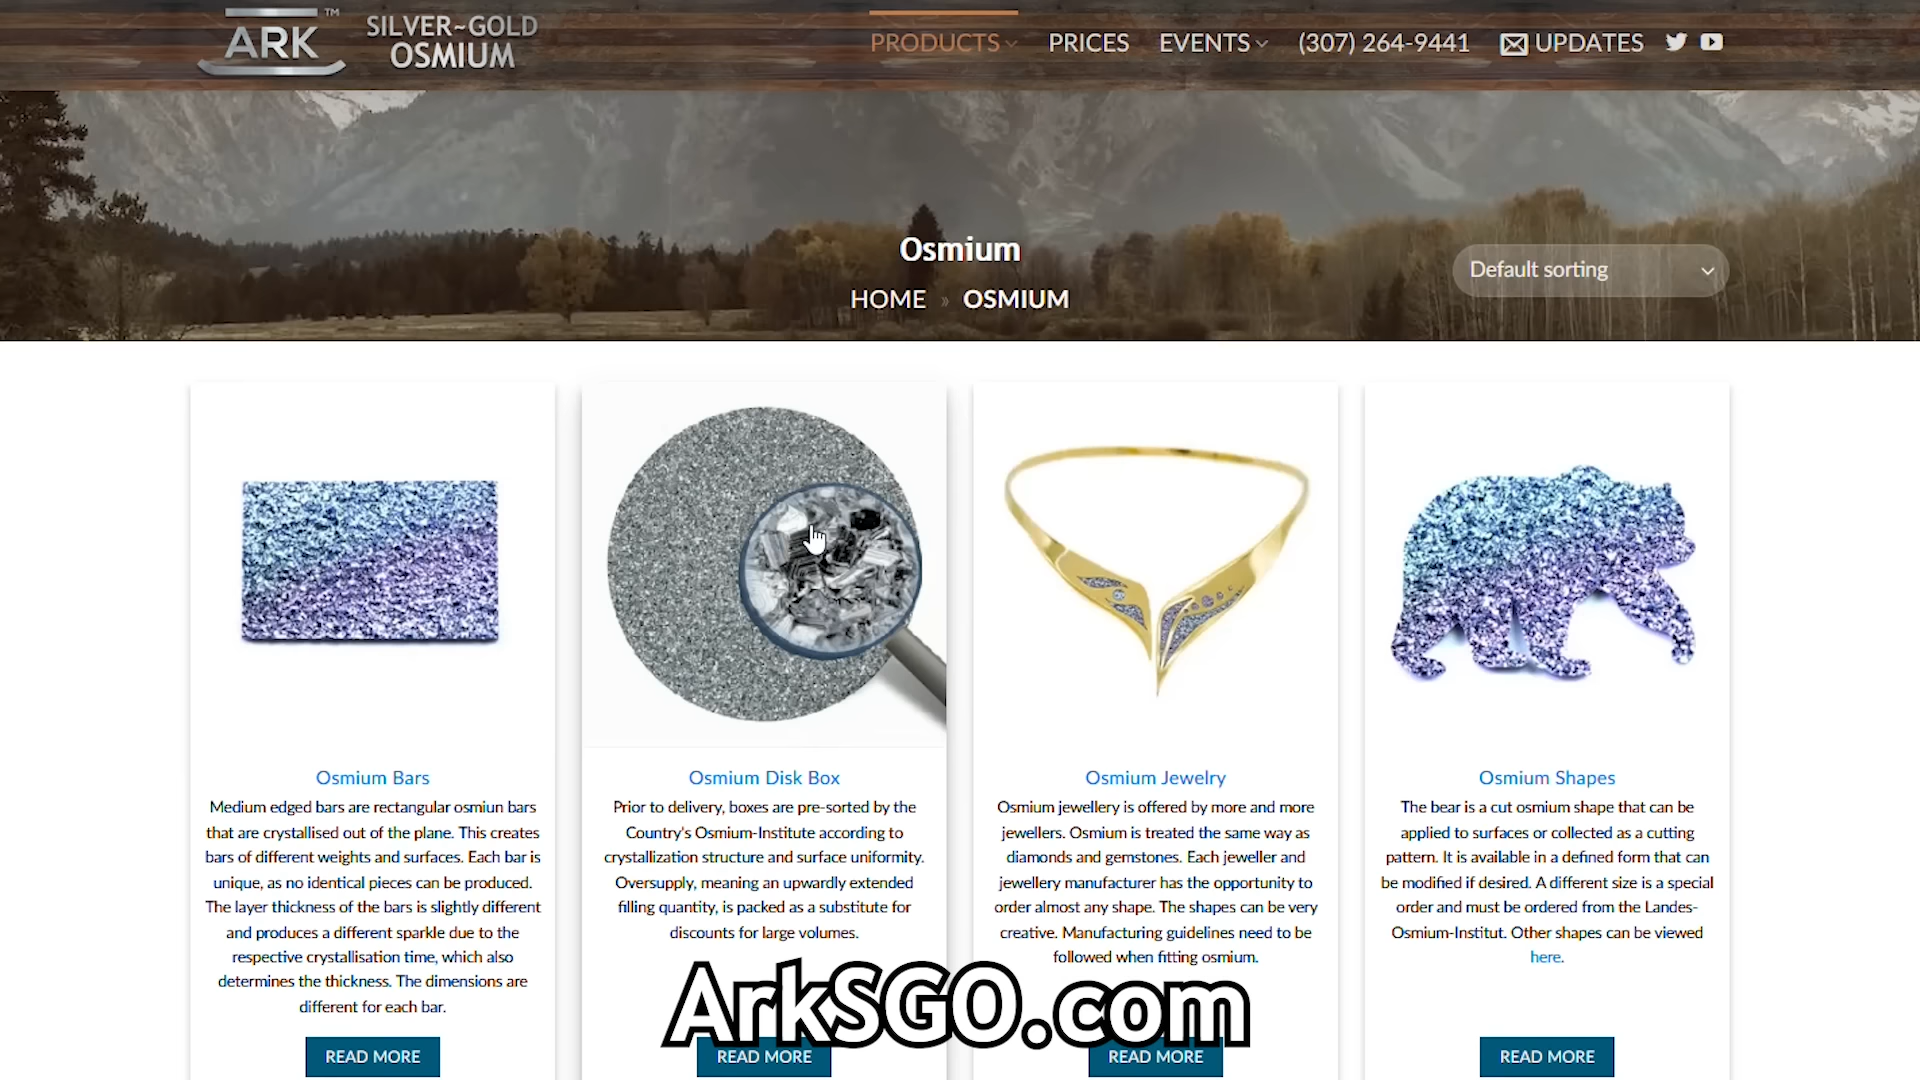 ARK™
SILVER~GOLD
OSMIUM
PRODUCTS
PRICES
EVENTS
(307) 264-9441
UPDATES
Osmium
HOME » OSMIUM
Default sorting
Osmium Bars
Medium edged bars are rectangular osmiun bars
that are crystallised out of the plane. This creates
bars of different weights and surfaces. Each bar is
unique, as no identical pieces can be produced.
The layer thickness of the bars is slightly different
and produces a different sparkle due to the
respective crystallisation time, which also
determines the thickness. The dimensions are
different for each bar.
READ MORE
Osmium Disk Box
Prior to delivery, boxes are pre-sorted by the
Country's Osmium-Institute according to
crystallization structure and surface uniformity.
Oversupply, meaning an upwardly extended
filling quantity, is packed as a substitute for
discounts for large volumes.
READ MORE
Osmium Jewelry
Osmium jewellery is offered by more and more
jewellers. Osmium is treated the same way as
diamonds and gemstones. Each jeweller and
jewellery manufacturer has the opportunity to
order almost any shape. The shapes can be very
creative. Manufacturing guidelines need to be
followed when fitting osmium.
READ MORE
Osmium Shapes
The bear is a cut osmium shape that can be
applied to surfaces or collected as a cutting
pattern. It is available in a defined form that can
be modified if desired. A different size is a special
order and must be ordered from the Landes-
Osmium-Institut. Other shapes can be viewed
here.
READ MORE
ArkSGO.com